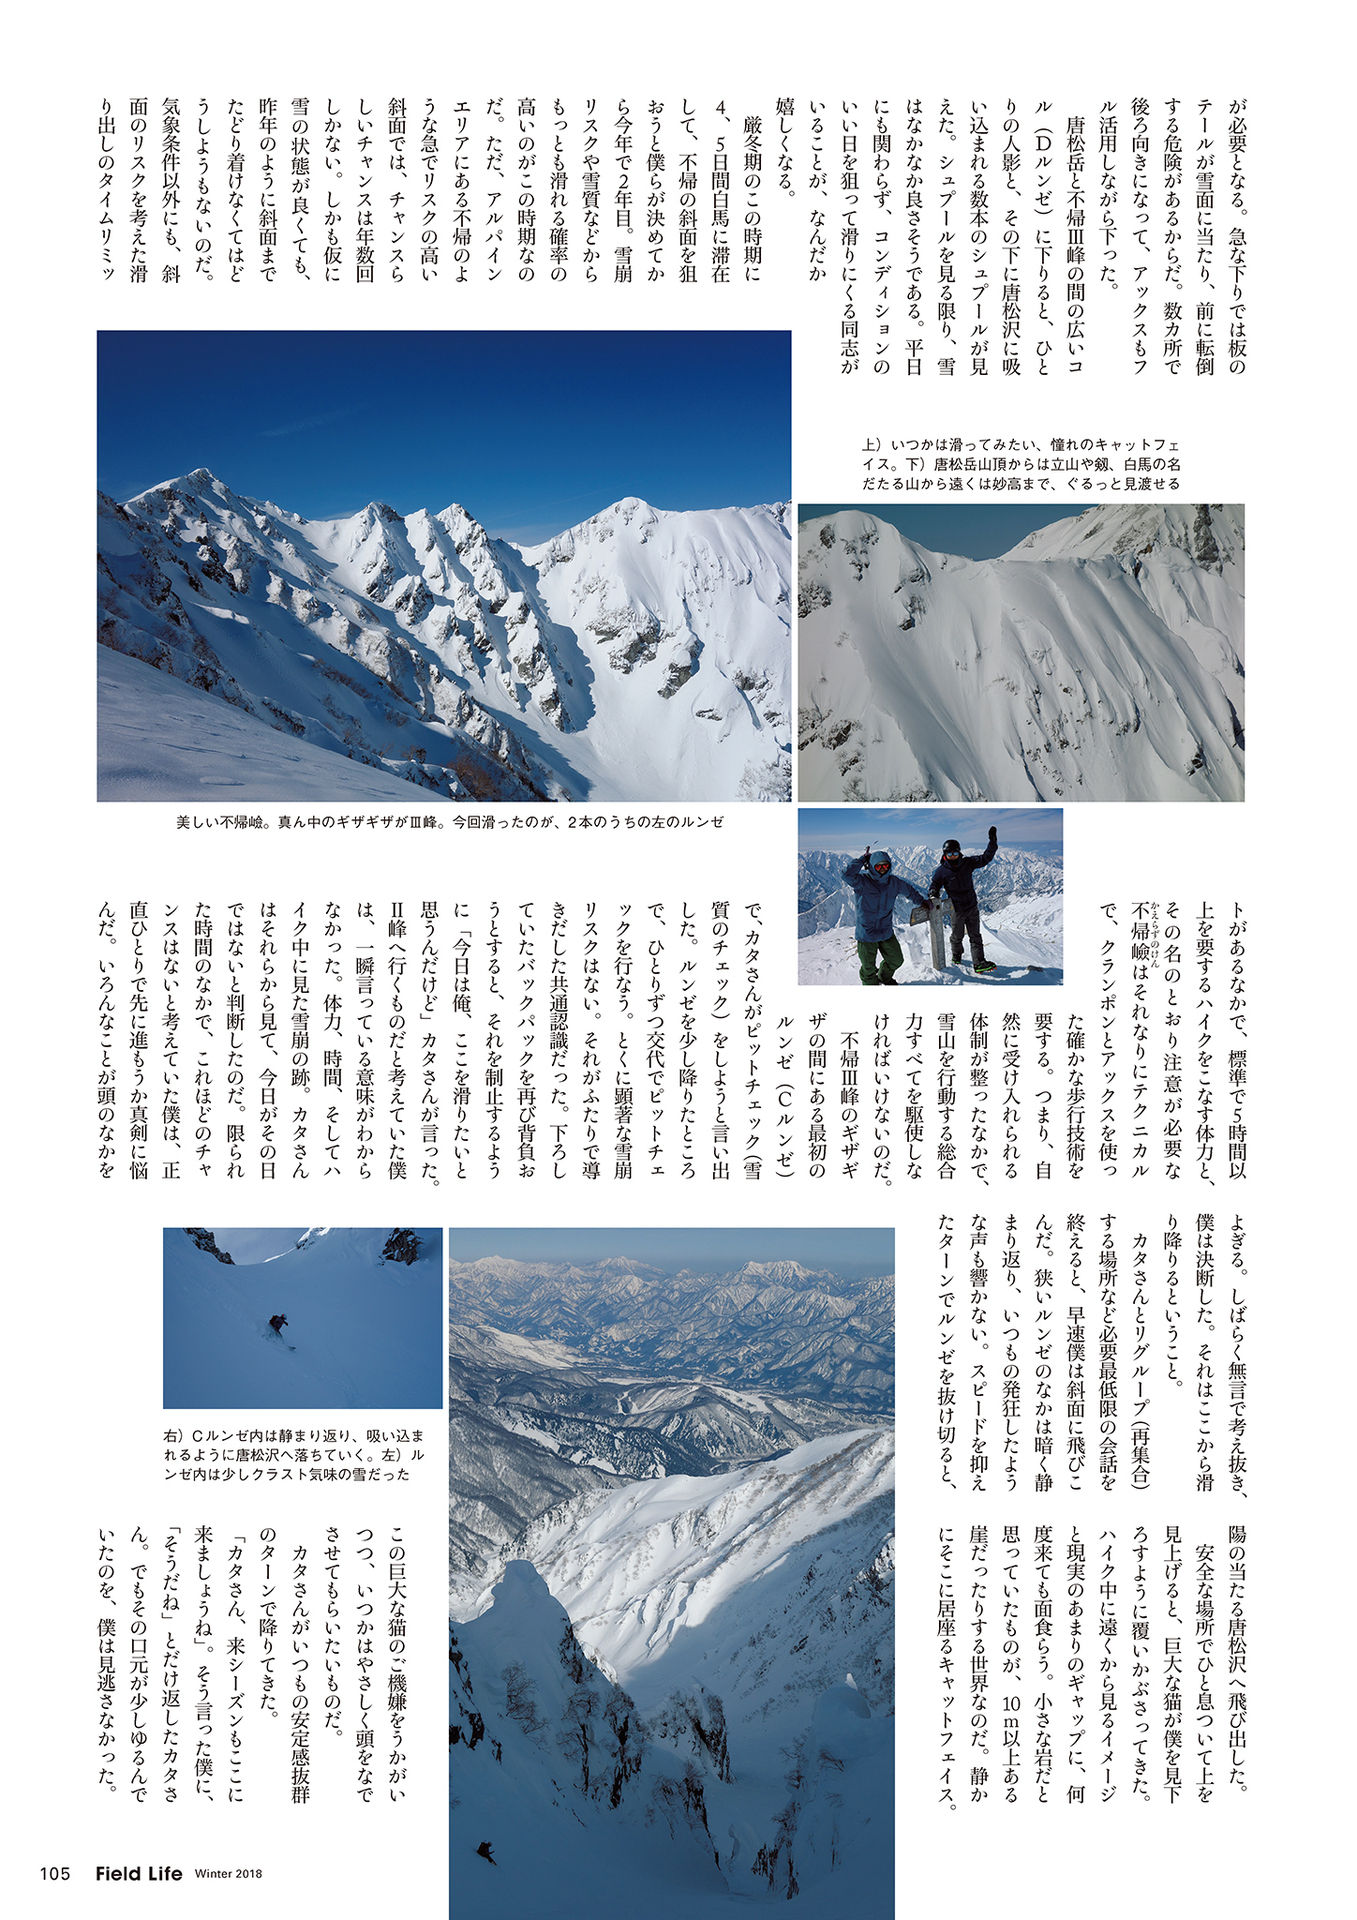 が必要となる。急な下りでは板の
テールが雪面に当たり、前に転倒
する危険があるからだ。数カ所で
後ろ向きになって、アックスもフ
ル活用しながら下った。
唐松岳と不帰Ⅲ峰の間の広いコ
ル（Dルンゼ）に下りると、ひと
りの人影と、その下に唐松沢に吸
い込まれる数本のシュプールが見
えた。シュプールを見る限り、雪
はなかなか良さそうである。平日
にも関わらず、コンディションの
いい日を狙って滑りにくる同志が
いることが、なんだか
嬉しくなる。
厳冬期のこの時期に
4、5日間白馬に滞在
して、不帰の斜面を狙
おうと僕らが決めてか
ら今年で2年目。雪崩
リスクや雪質などから
もっとも滑れる確率の
高いのがこの時期なの
だ。ただ、アルパイン
エリアにある不帰のよ
うな急でリスクの高い
斜面では、チャンスら
しいチャンスは年数回
しかない。しかも仮に
雪の状態が良くても、
昨年のように斜面まで
たどり着けなくてはど
うしようもないのだ。
気象条件以外にも、斜
面のリスクを考えた滑
り出しのタイムリミッ
上）いつかは滑ってみたい、憧れのキャットフェ
イス。下）唐松岳山頂からは立山や剱、白馬の名
だたる山から遠くは妙高まで、ぐるっと見渡せる
美しい不帰嶮。真ん中のギザギザがⅢ峰。今回滑ったのが、2本のうちの左のルンゼ
トがあるなかで、標準で5時間以
上を要するハイクをこなす体力と、
その名のとおり注意が必要な
かえらずのけん
不帰嶮はそれなりにテクニカル
で、クランポンとアックスを使っ
た確かな歩行技術を
要する。つまり、自
然に受け入れられる
体制が整ったなかで、
雪山を行動する総合
力すべてを駆使しな
ければいけないのだ。
不帰Ⅲ峰のギザギ
ザの間にある最初の
ルンゼ（Cルンゼ）
で、カタさんがピットチェック（雪
質のチェック）をしようと言い出
した。ルンゼを少し降りたところ
で、ひとりずつ交代でピットチェ
ックを行なう。とくに顕著な雪崩
リスクはない。それがふたりで導
きだした共通認識だった。下ろし
ていたバックパックを再び背負お
うとすると、それを制止するよう
に「今日は俺、ここを滑りたいと
思うんだけど」カタさんが言った。
Ⅱ峰へ行くものだと考えていた僕
は、一瞬言っている意味がわから
なかった。体力、時間、そしてハ
イク中に見た雪崩の跡。カタさん
はそれらから見て、今日がその日
ではないと判断したのだ。限られ
た時間のなかで、これほどのチャ
ンスはないと考えていた僕は、正
直ひとりで先に進もうか真剣に悩
んだ。いろんなことが頭のなかを
よぎる。しばらく無言で考え抜き、
僕は決断した。それはここから滑
り降りるということ。
カタさんとリグループ（再集合）
する場所など必要最低限の会話を
終えると、早速僕は斜面に飛びこ
んだ。狭いルンゼのなかは暗く静
まり返り、いつもの発狂したよう
な声も響かない。スピードを抑え
たターンでルンゼを抜け切ると、
右）Cルンゼ内は静まり返り、吸い込ま
れるように唐松沢へ落ちていく。左）ル
ンゼ内は少しクラスト気味の雪だった
陽の当たる唐松沢へ飛び出した。
安全な場所でひと息ついて上を
見上げると、巨大な猫が僕を見下
ろすように覆いかぶさってきた。
ハイク中に遠くから見るイメージ
と現実のあまりのギャップに、何
度来ても面食らう。小さな岩だと
思っていたものが、10m以上ある
崖だったりする世界なのだ。静か
にそこに居座るキャットフェイス。
この巨大な猫のご機嫌をうかがい
つつ、いつかはやさしく頭をなで
させてもらいたいものだ。
カタさんがいつもの安定感抜群
のターンで降りてきた。
「カタさん、来シーズンもここに
来ましょうね」。そう言った僕に、
「そうだね」とだけ返したカタさ
ん。でもその口元が少しゆるんで
いたのを、僕は見逃さなかった。
105 Field Life Winter 2018